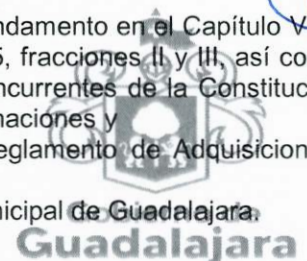 ndamento en el Capítulo V
5, fracciones II y III, así co
ncurrentes de la Constituc
naciones y
eglamento de Adquisicion
nicipal de Guadalajara.
Guadalajara